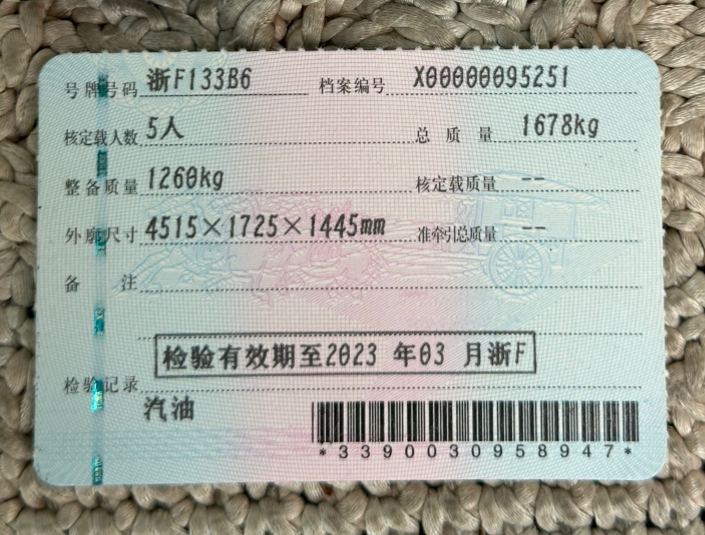 号牌号码 浙F133B6 档案编号 X00000095251
核定载人数 5人 总质量 1678kg
整备质量 1260kg 核定载质量 --
外廓尺寸 4515×1725×1445mm 准牵引总质量 --
备注
检验有效期至2023 年03 月浙F
检验记录
汽油
*3390030958947*